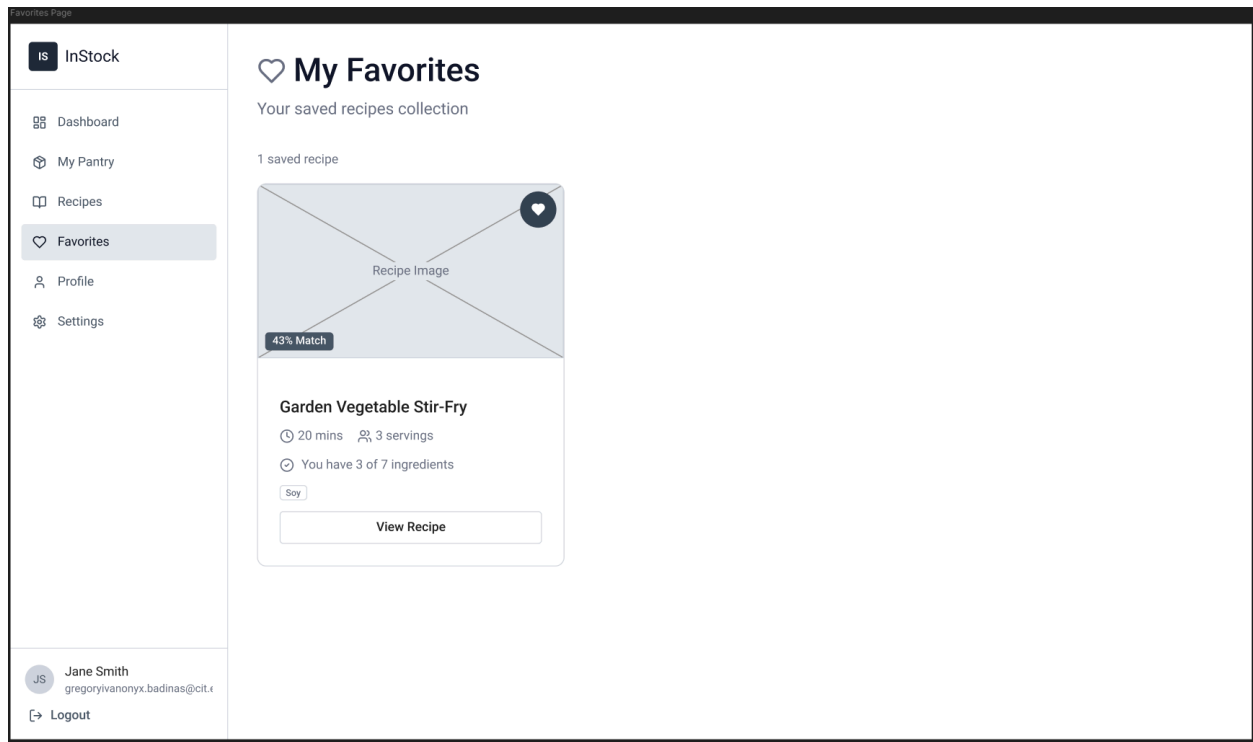 Favorites Page
IS InStock
Dashboard
My Pantry
Recipes
Favorites
Profile
Settings
JS
Jane Smith
gregoryivanonyx.badinas@cit.e
Logout
My Favorites
Your saved recipes collection
1 saved recipe
Recipe Image
43% Match
Garden Vegetable Stir-Fry
20 mins 3 servings
You have 3 of 7 ingredients
Soy
View Recipe